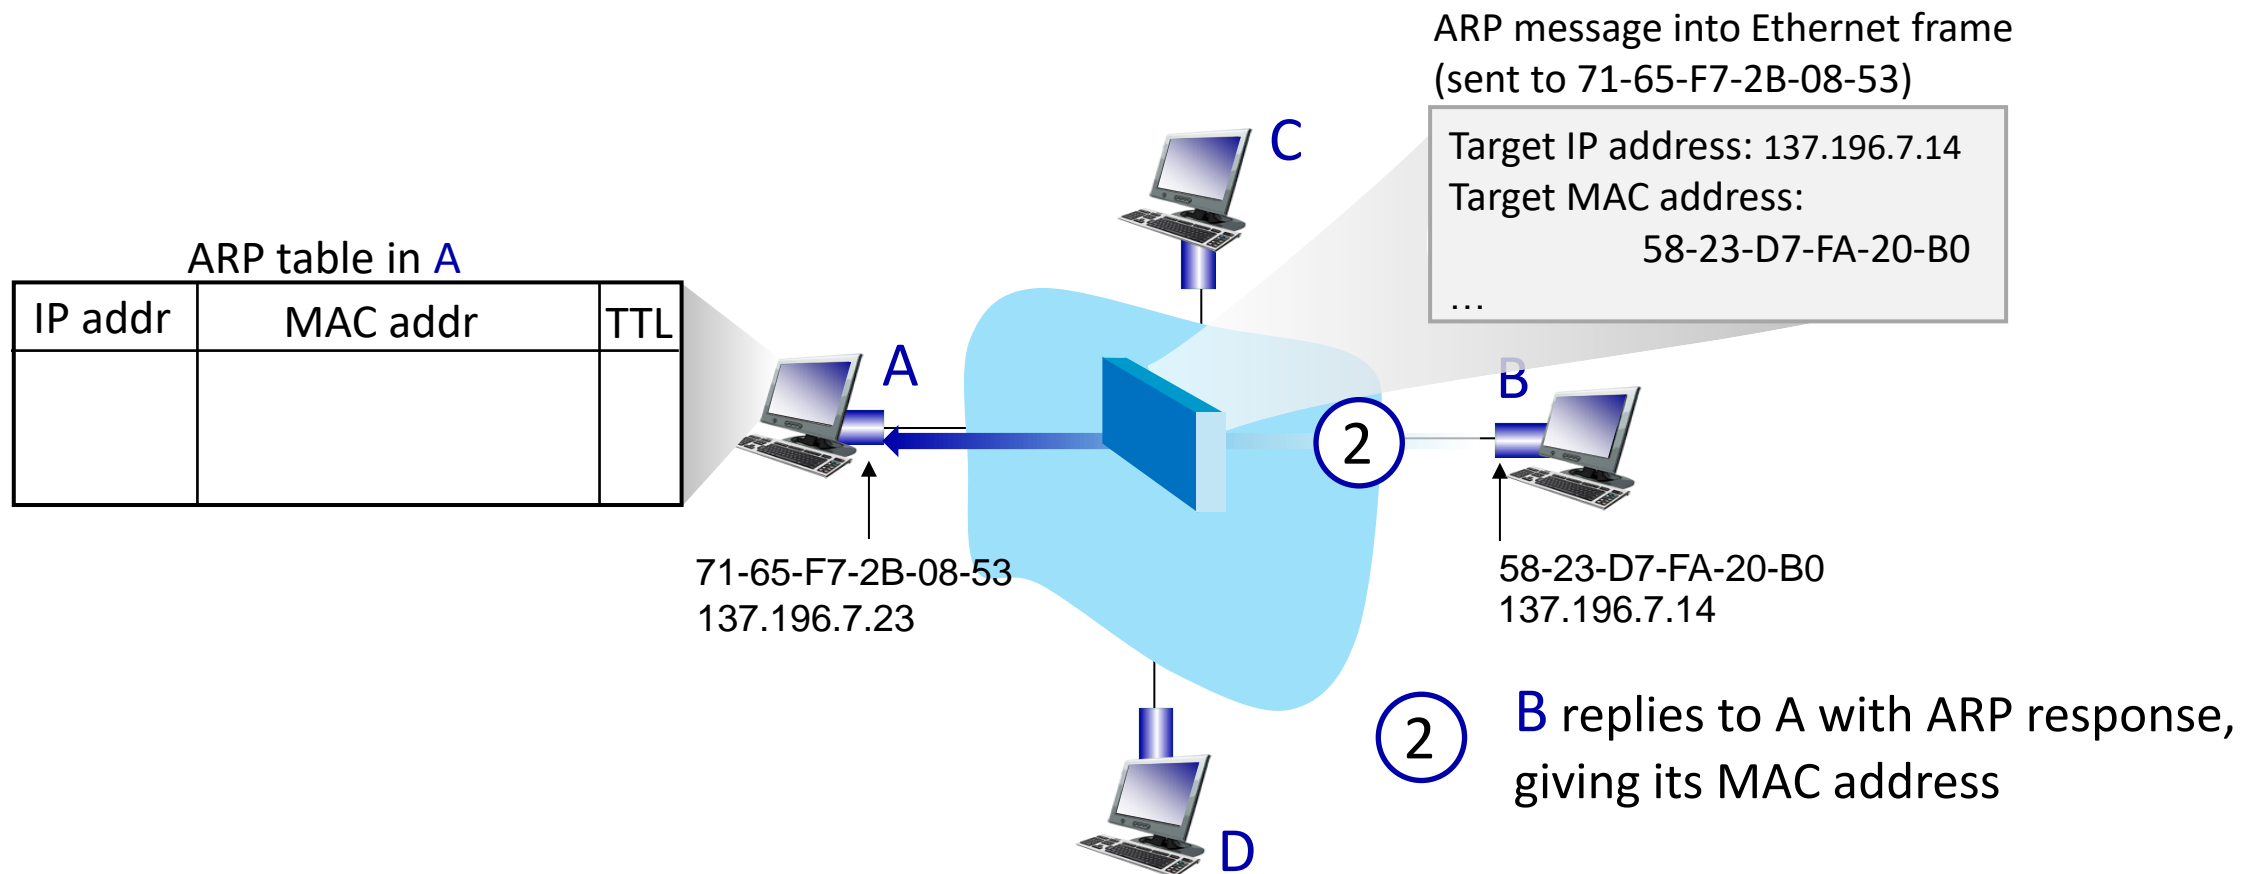 ARP message into Ethernet frame
(sent to 71-65-F7-2B-08-53)
Target IP address: 137.196.7.14
Target MAC address:
58-23-D7-FA-20-B0
…
C
ARP table in A
IP addr MAC addr TTL
A
B
2
71-65-F7-2B-08-53
137.196.7.23
58-23-D7-FA-20-B0
137.196.7.14
2 B replies to A with ARP response,
giving its MAC address
D